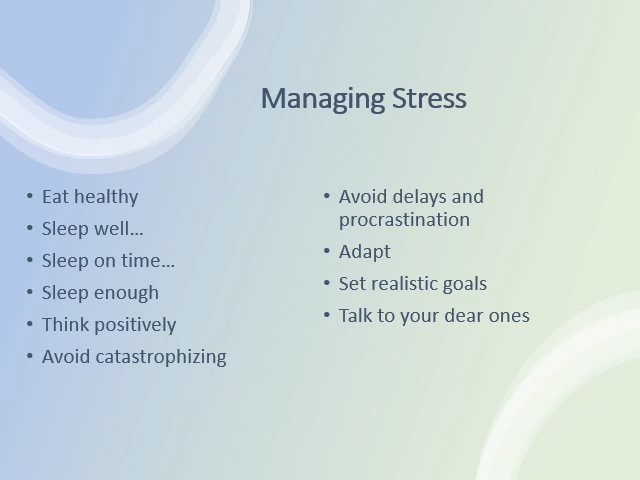 Managing Stress
• Eat healthy
• Sleep well…
• Sleep on time…
• Sleep enough
• Think positively
• Avoid catastrophizing
• Avoid delays and
procrastination
• Adapt
• Set realistic goals
• Talk to your dear ones